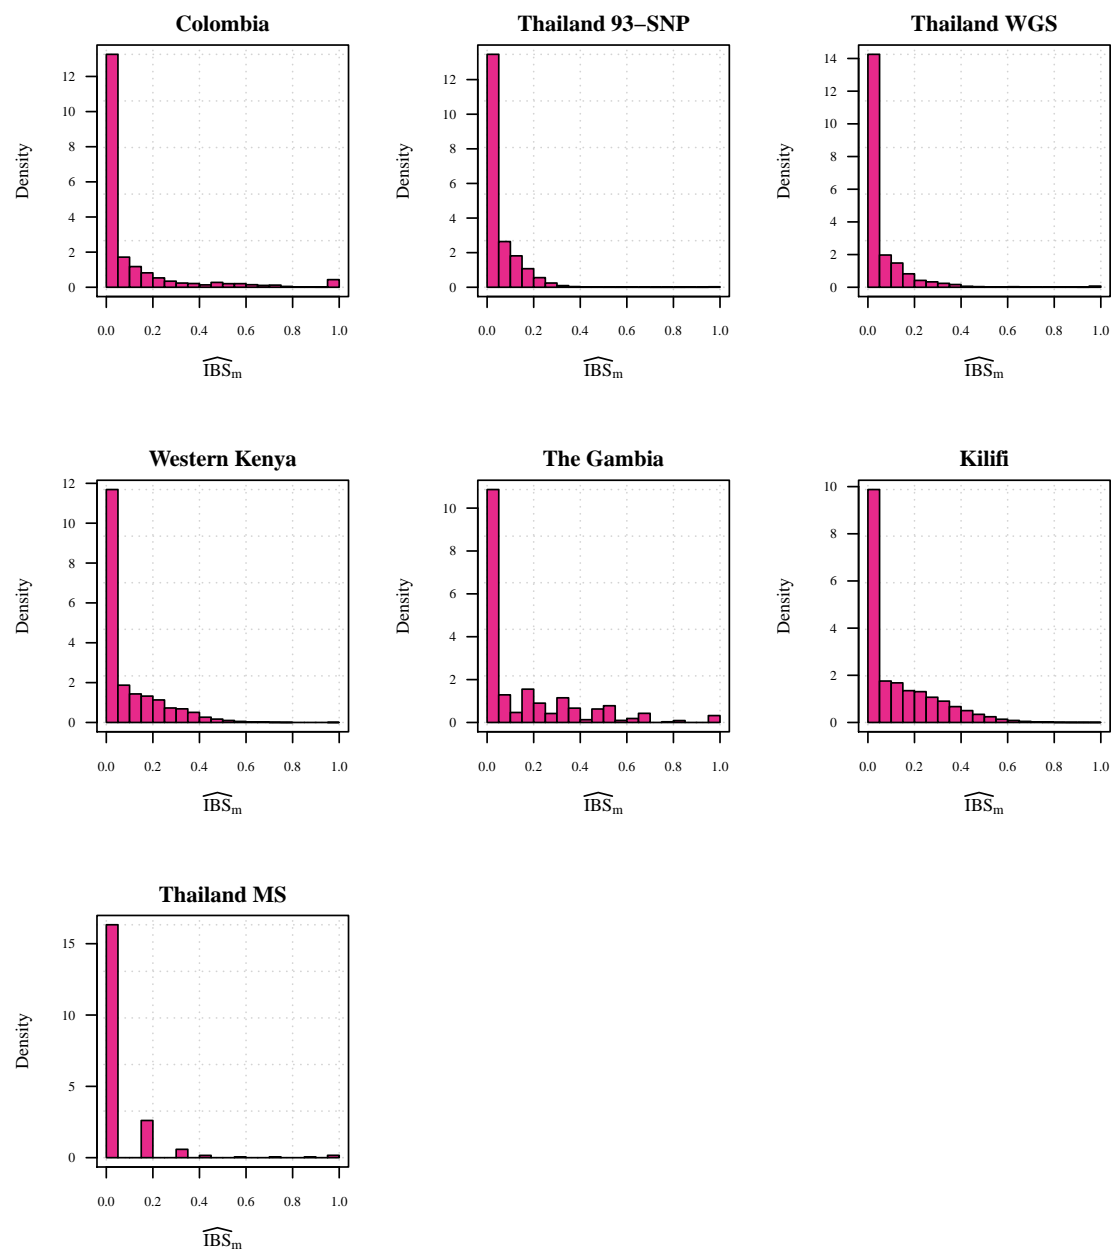 Colombia
Density
0 2 4 6 8 10 12
0.0 0.2 0.4 0.6 0.8 1.0
IBSm
Thailand 93–SNP
Density
0 2 4 6 8 10 12
0.0 0.2 0.4 0.6 0.8 1.0
IBSm
Thailand WGS
Density
0 2 4 6 8 10 12 14
0.0 0.2 0.4 0.6 0.8 1.0
IBSm
Western Kenya
Density
0 2 4 6 8 10 12
0.0 0.2 0.4 0.6 0.8 1.0
IBSm
The Gambia
Density
0 2 4 6 8 10
0.0 0.2 0.4 0.6 0.8 1.0
IBSm
Kilifi
Density
0 2 4 6 8 10
0.0 0.2 0.4 0.6 0.8 1.0
IBSm
Thailand MS
Density
0 5 10 15
0.0 0.2 0.4 0.6 0.8 1.0
IBSm